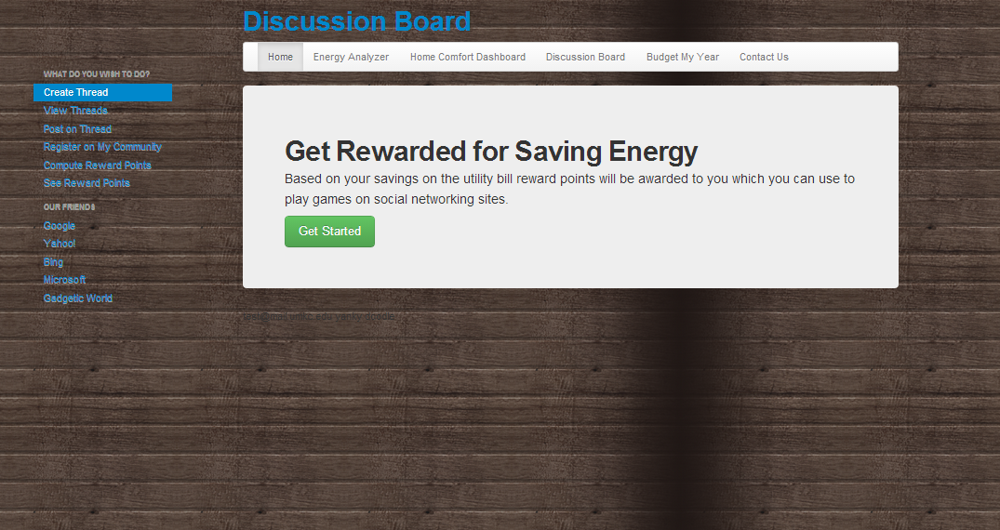 Discussion Board
Home Energy Analyzer Home Comfort Dashboard Discussion Board Budget My Year Contact Us
WHAT DO YOU WISH TO DO?
Create Thread
View Threads
Post on Thread
Register on My Community
Compute Reward Points
See Reward Points
OUR FRIENDS
Google
Yahoo!
Bing
Microsoft
Gadgetic World
Get Rewarded for Saving Energy
Based on your savings on the utility bill reward points will be awarded to you which you can use to
play games on social networking sites.
Get Started